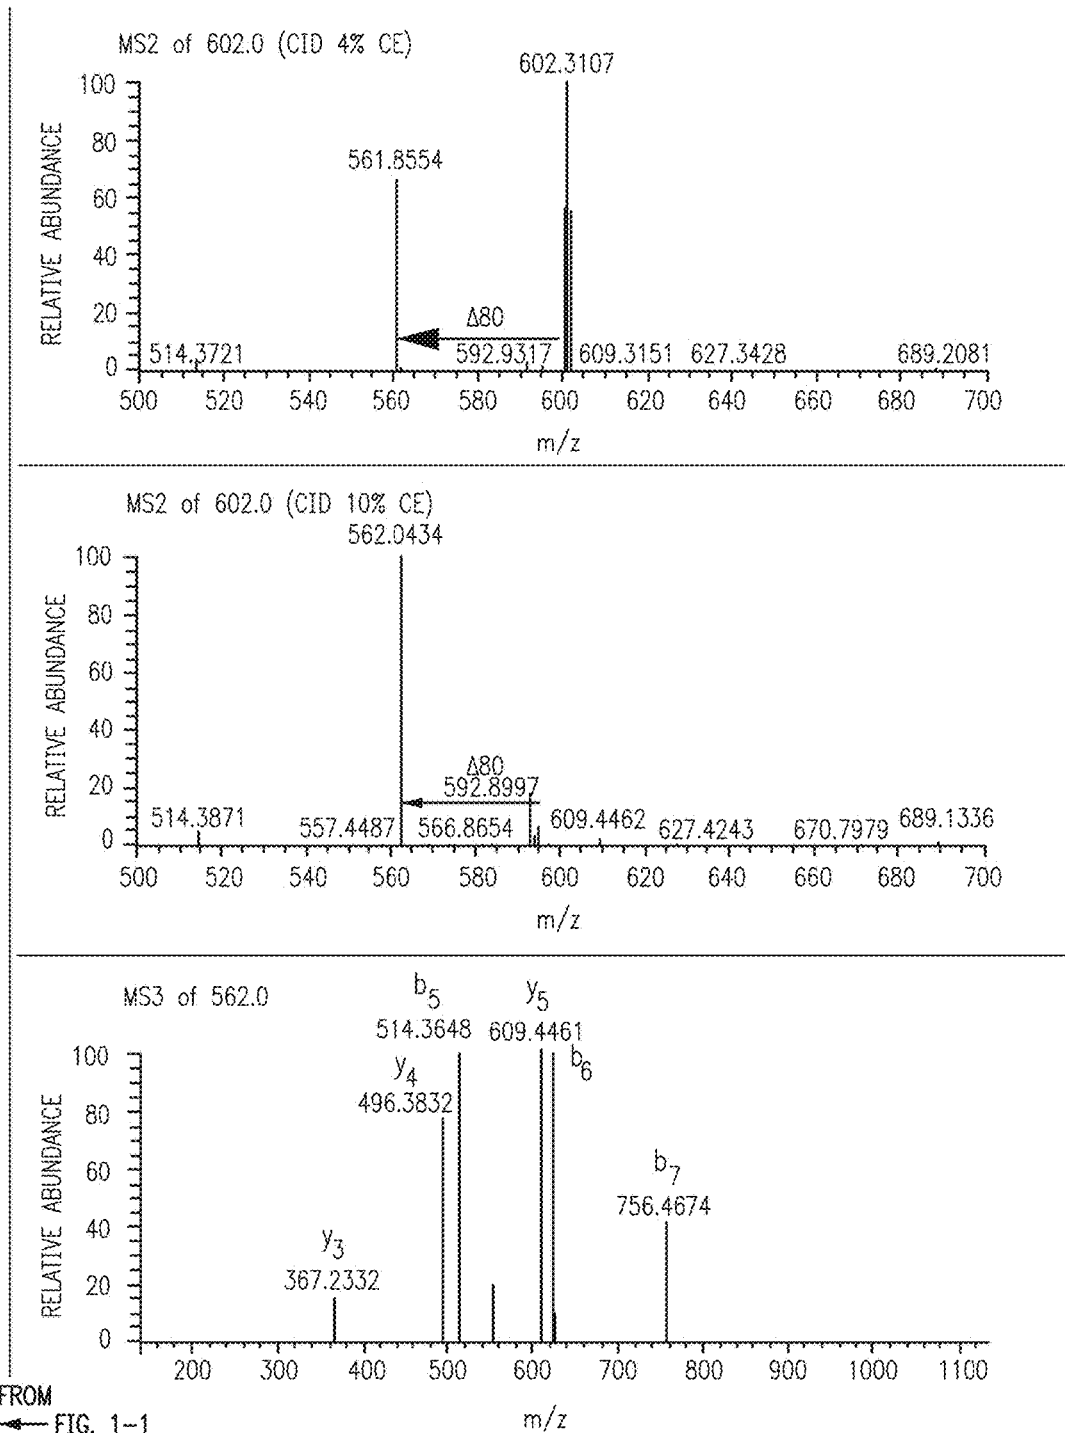 MS2 of 602.0 (CID 4% CE)
602.3107
561.8554
Δ80
514.3721 592.9317 609.3151 627.3428 689.2081
RELATIVE ABUNDANCE
100
80
60
40
20
0
500 520 540 560 580 600 620 640 660 680 700
m/z
MS2 of 602.0 (CID 10% CE)
562.0434
Δ80
592.8997
514.3871 557.4487 566.8654 609.4462 627.4243 670.7979 689.1336
RELATIVE ABUNDANCE
100
80
60
40
20
0
500 520 540 560 580 600 620 640 660 680 700
m/z
MS3 of 562.0
b5 y5
514.3648 609.4461
y4 b6
496.3832
b7
756.4674
y3
367.2332
RELATIVE ABUNDANCE
100
80
60
40
20
0
200 300 400 500 600 700 800 900 1000 1100
m/z
FROM
FIG. 1-1